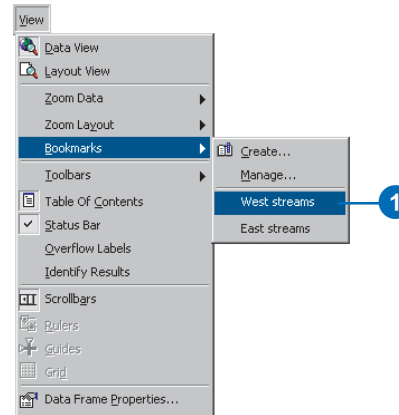 View
Data View
Layout View
Zoom Data
Zoom Layout
Bookmarks
Toolbars
Table Of Contents
Status Bar
Overflow Labels
Identify Results
Scrollbars
Rulers
Guides
Grid
Data Frame Properties...
Create...
Manage...
West streams
East streams
1